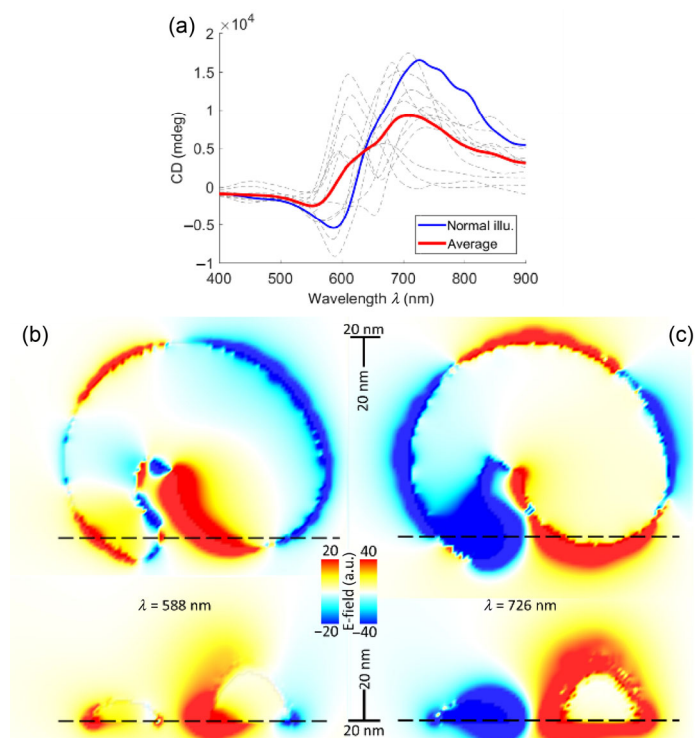 (a)
×10⁴
2
1.5
1
0.5
0
−0.5
−1
CD (mdeg)
Normal illu.
Average
400 500 600 700 800 900
Wavelength λ (nm)
(b)
20 nm
20 nm
(c)
20 40
E-field (a.u.)
−20 −40
λ = 588 nm
λ = 726 nm
20 nm
20 nm